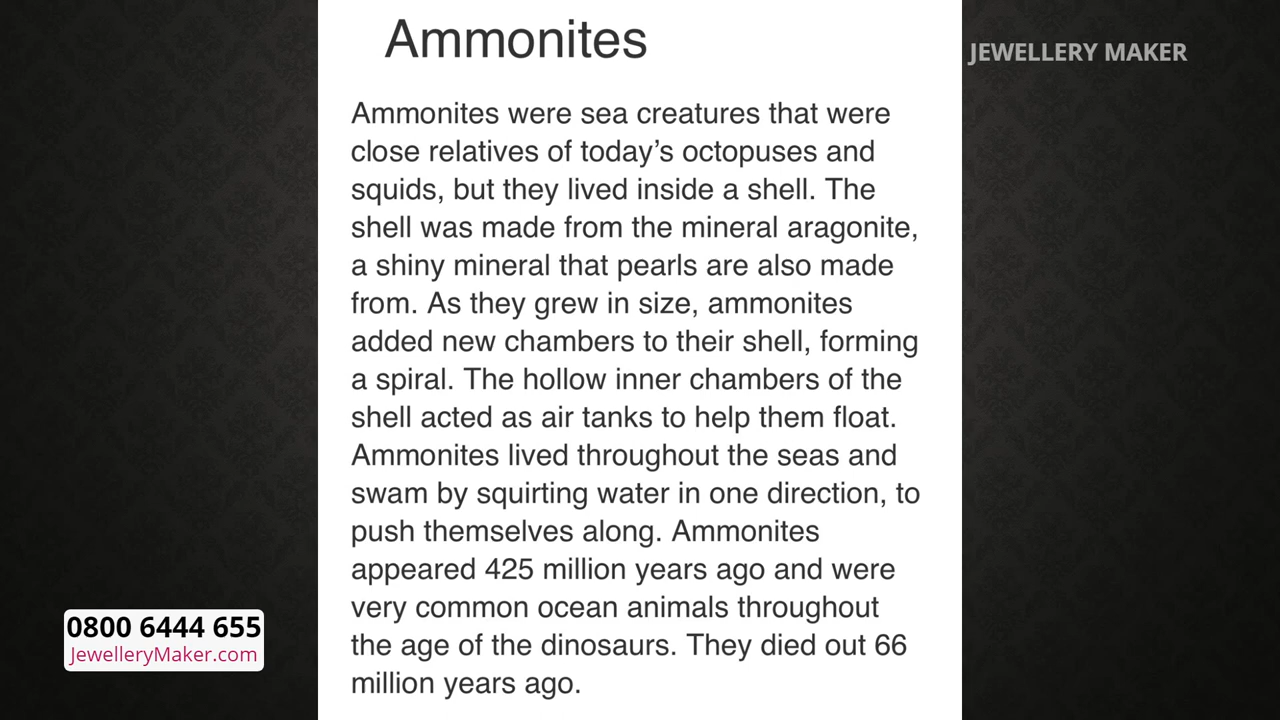 Ammonites
JEWELLERY MAKER
Ammonites were sea creatures that were
close relatives of today’s octopuses and
squids, but they lived inside a shell. The
shell was made from the mineral aragonite,
a shiny mineral that pearls are also made
from. As they grew in size, ammonites
added new chambers to their shell, forming
a spiral. The hollow inner chambers of the
shell acted as air tanks to help them float.
Ammonites lived throughout the seas and
swam by squirting water in one direction, to
push themselves along. Ammonites
appeared 425 million years ago and were
very common ocean animals throughout
the age of the dinosaurs. They died out 66
million years ago.
0800 6444 655
JewelleryMaker.com